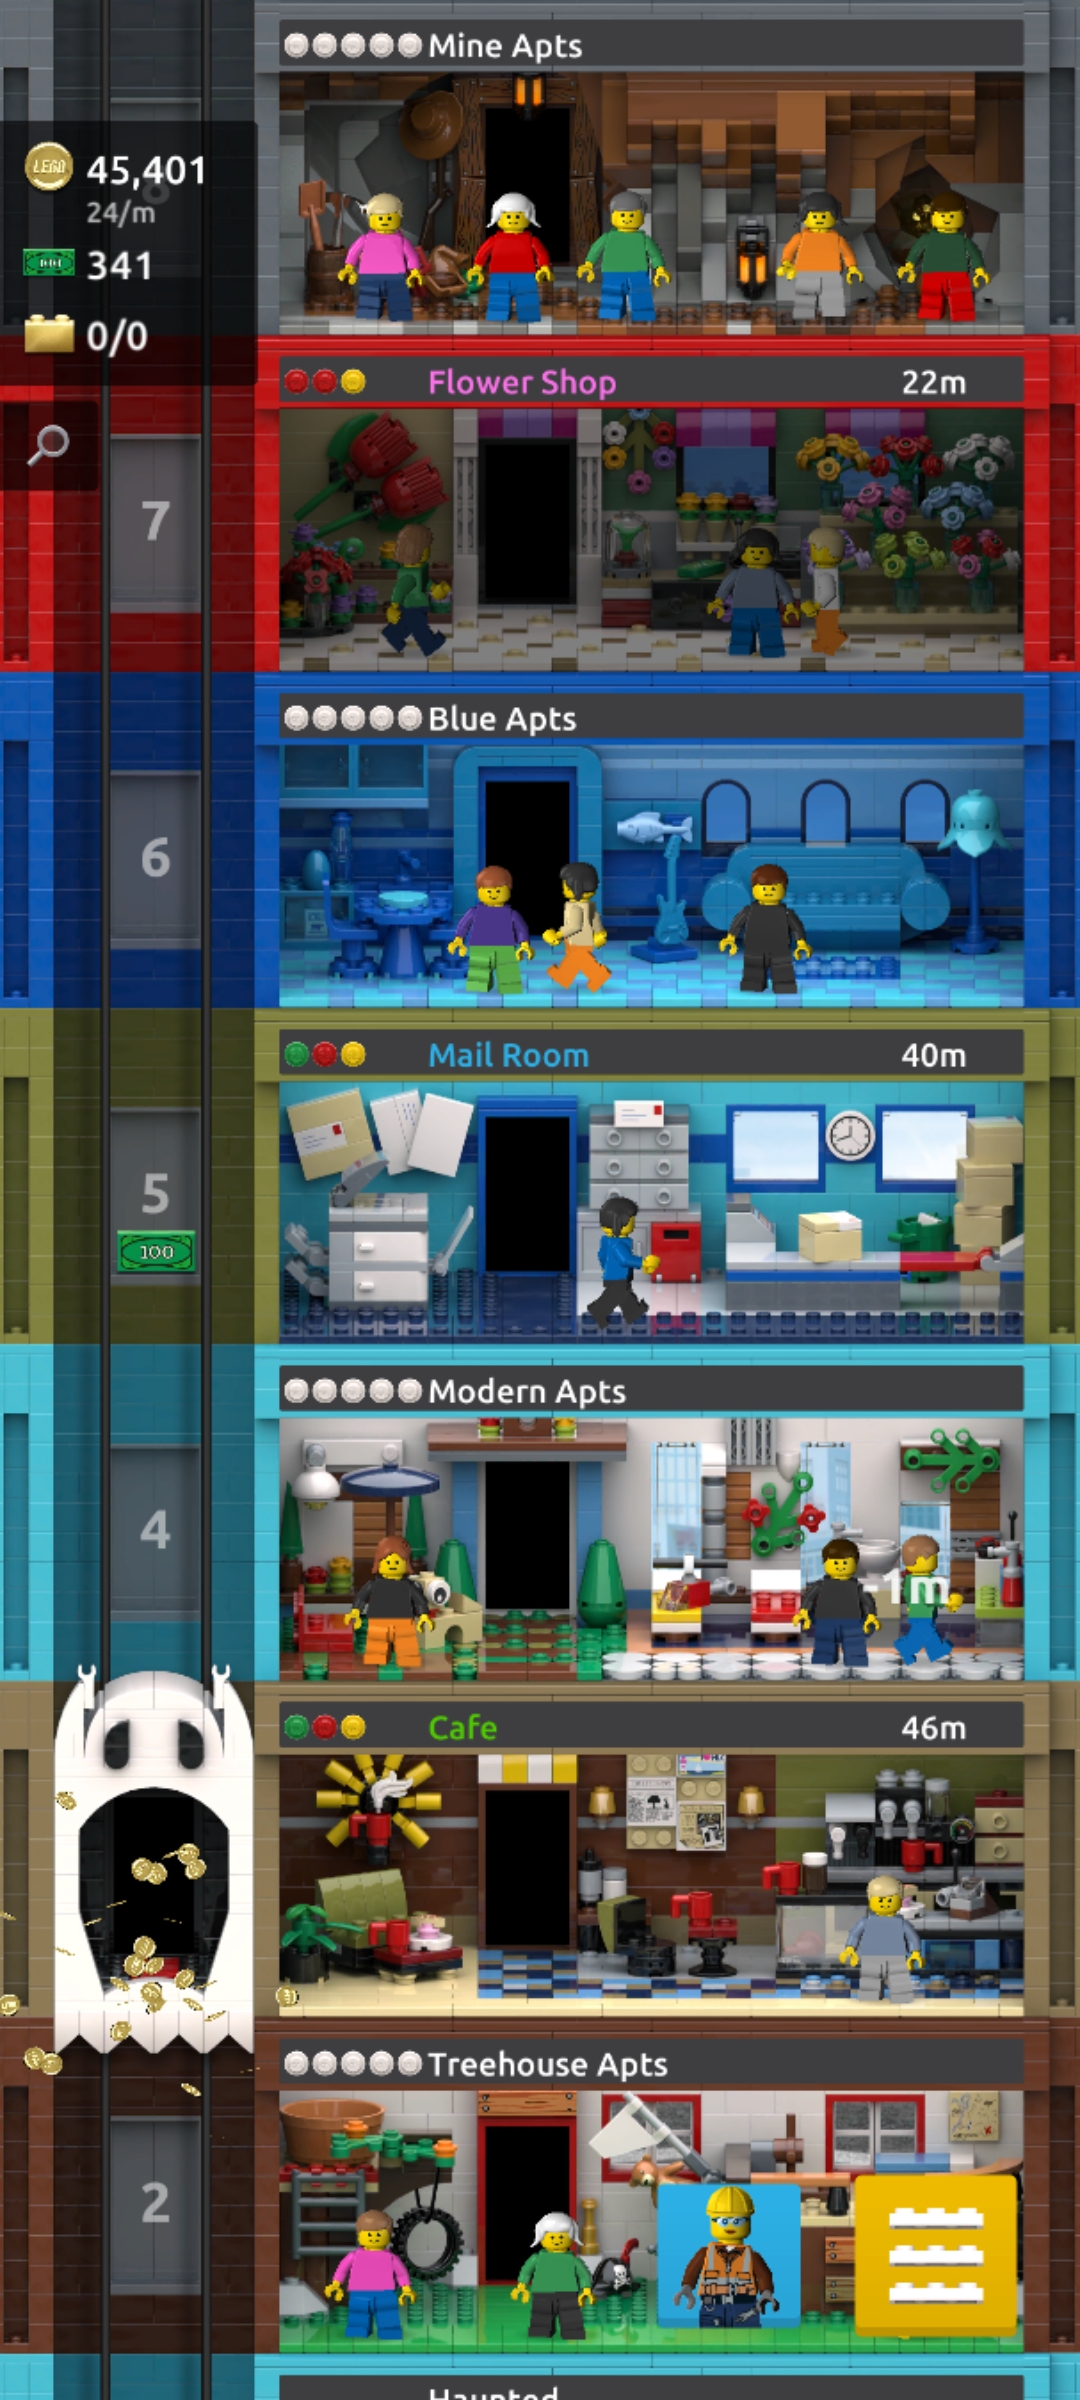 Mine Apts
LEGO
45,401
24/m
341
0/0
8
Flower Shop 22m
7
Blue Apts
6
Mail Room 40m
5
100
Modern Apts
4
-1m
Cafe 46m
Treehouse Apts
2
Haunted